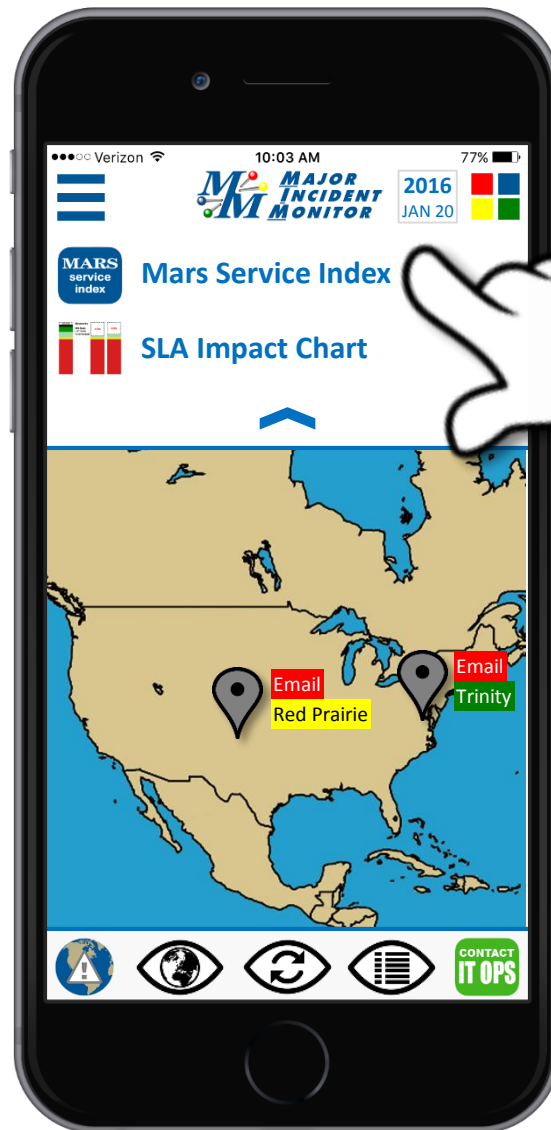 Verizon
10:03 AM
77%
MM MAJOR
INCIDENT
MONITOR
2016
JAN 20
MARS
service
index
Mars Service Index
SLA Impact Chart
Email
Red Prairie
Email
Trinity
CONTACT
IT OPS